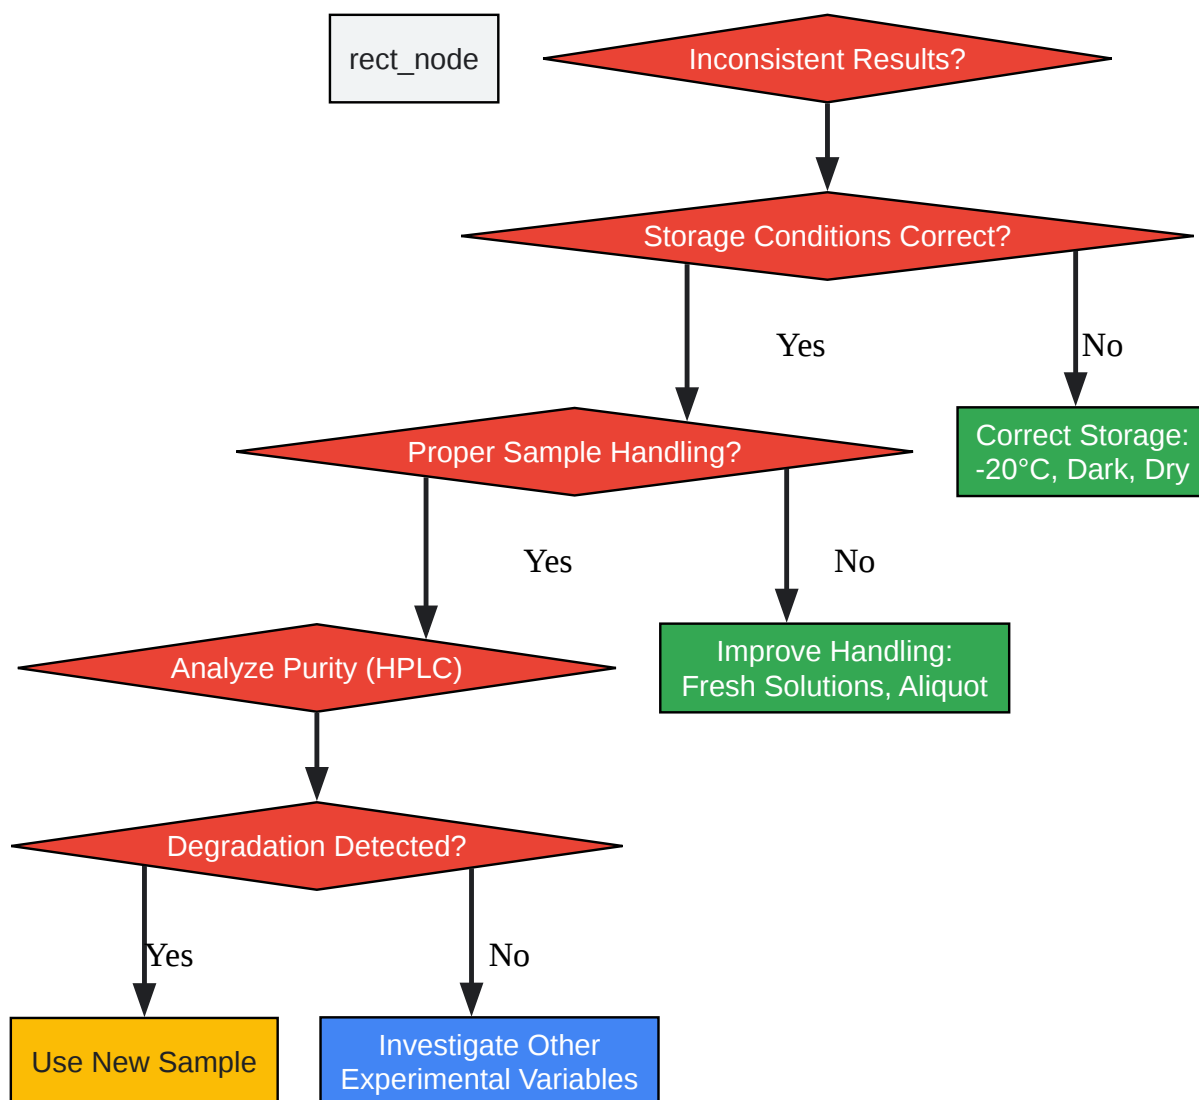 rect_node
Inconsistent Results?
Storage Conditions Correct?
Yes
No
Proper Sample Handling?
Correct Storage:
-20°C, Dark, Dry
Yes
No
Analyze Purity (HPLC)
Improve Handling:
Fresh Solutions, Aliquot
Degradation Detected?
Yes
No
Use New Sample
Investigate Other
Experimental Variables